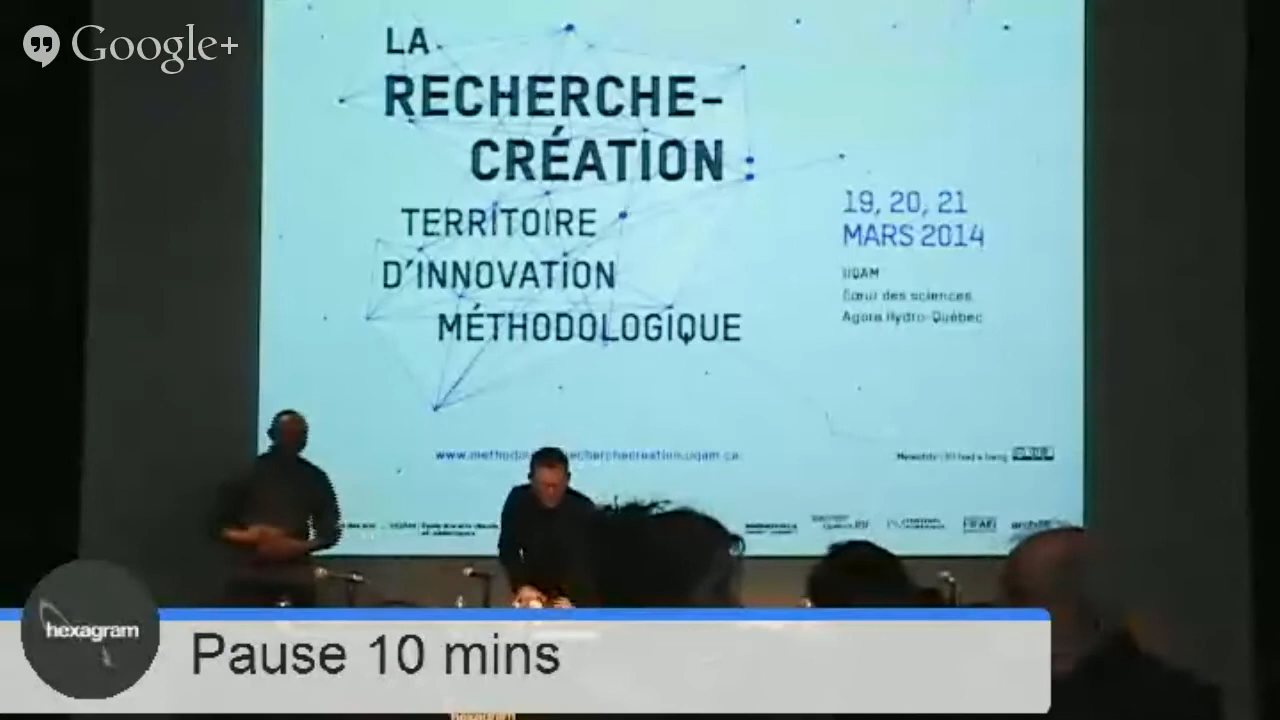 Google+
LA
RECHERCHE-
CRÉATION :
TERRITOIRE
D'INNOVATION
MÉTHODOLOGIQUE
19, 20, 21
MARS 2014
UQAM
Cœur des sciences
Agora Hydro-Québec
hexagram
Pause 10 mins
hexagram